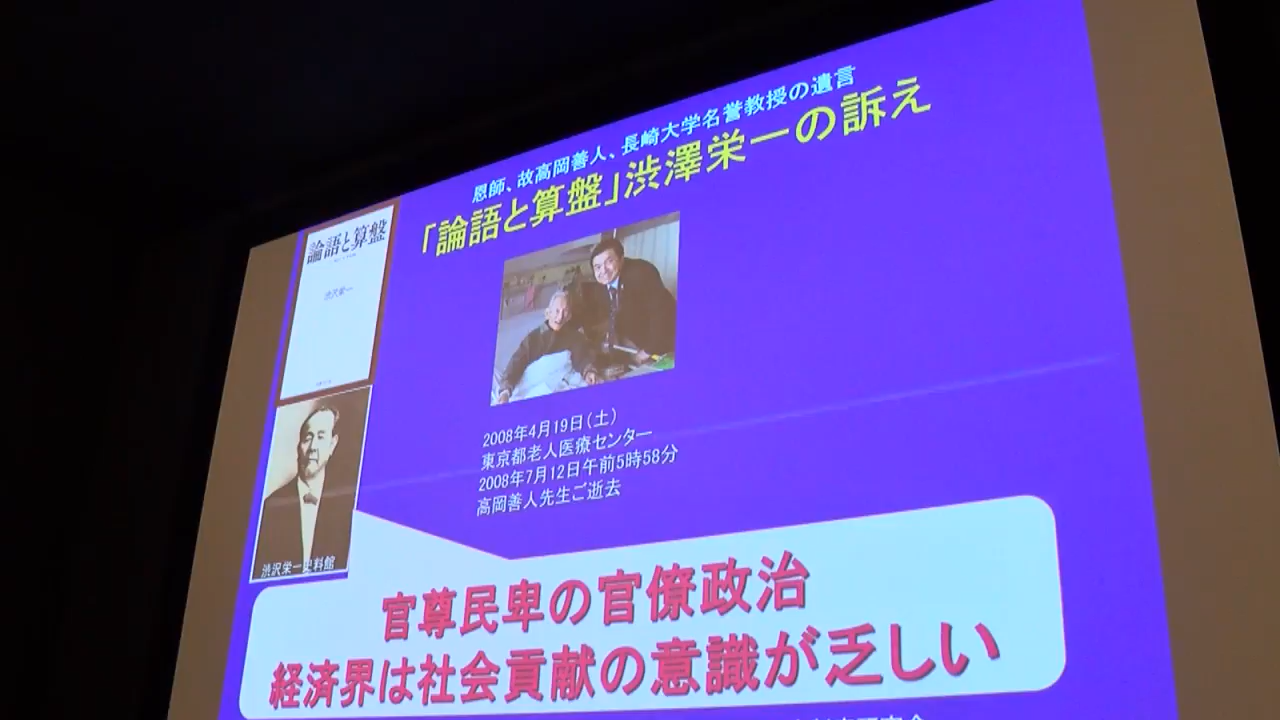 恩師、故高岡善人、長崎大学名誉教授の遺言
「論語と算盤」渋澤栄一の訴え
論語と算盤
渋沢栄一
2008年4月19日(土)
東京都老人医療センター
2008年7月12日午前5時58分
高岡善人先生ご逝去
渋沢栄一史料館
官尊民卑の官僚政治
経済界は社会貢献の意識が乏しい